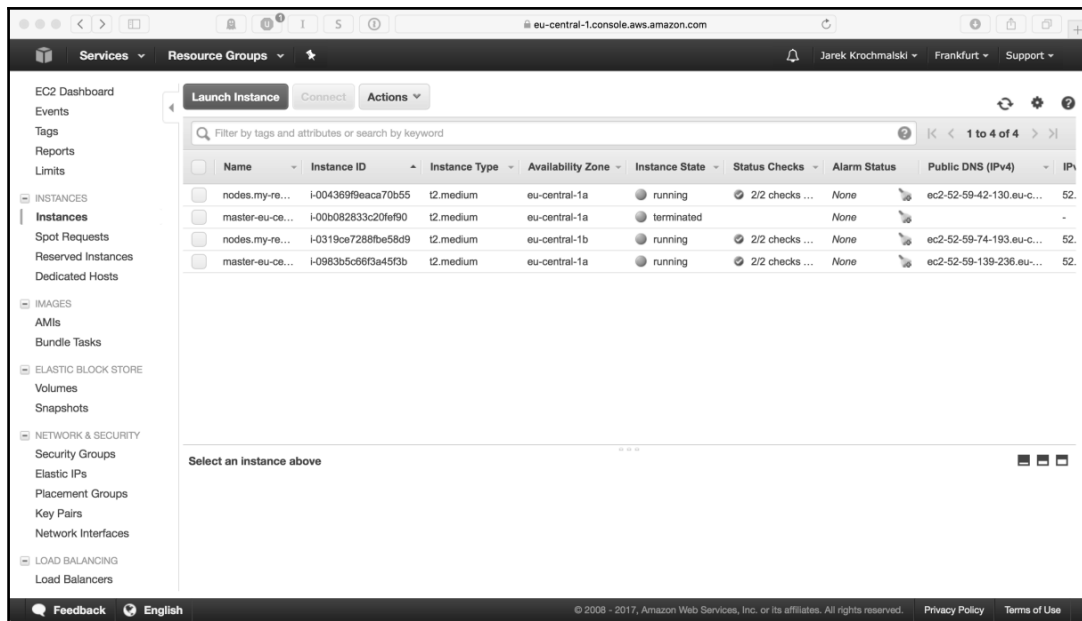 eu-central-1.console.aws.amazon.com
Services Resource Groups Jarek Krochmalski Frankfurt Support
EC2 Dashboard
Events
Tags
Reports
Limits
INSTANCES
Instances
Spot Requests
Reserved Instances
Dedicated Hosts
IMAGES
AMIs
Bundle Tasks
ELASTIC BLOCK STORE
Volumes
Snapshots
NETWORK & SECURITY
Security Groups
Elastic IPs
Placement Groups
Key Pairs
Network Interfaces
LOAD BALANCING
Load Balancers
Launch Instance Connect Actions
Filter by tags and attributes or search by keyword 1 to 4 of 4
Name Instance ID Instance Type Availability Zone Instance State Status Checks Alarm Status Public DNS (IPv4) IPv
nodes.my-re... i-004369f9eaca70b55 t2.medium eu-central-1a running 2/2 checks ... None ec2-52-59-42-130.eu-c... 52.
master-eu-ce... i-00b082833c20fef90 t2.medium eu-central-1a terminated None -
nodes.my-re... i-0319ce7288fbe58d9 t2.medium eu-central-1b running 2/2 checks ... None ec2-52-59-74-193.eu-c... 52.
master-eu-ce... i-0983b5c66f3a45f3b t2.medium eu-central-1a running 2/2 checks ... None ec2-52-59-139-236.eu-... 52.
Select an instance above
Feedback English © 2008 - 2017, Amazon Web Services, Inc. or its affiliates. All rights reserved. Privacy Policy Terms of Use